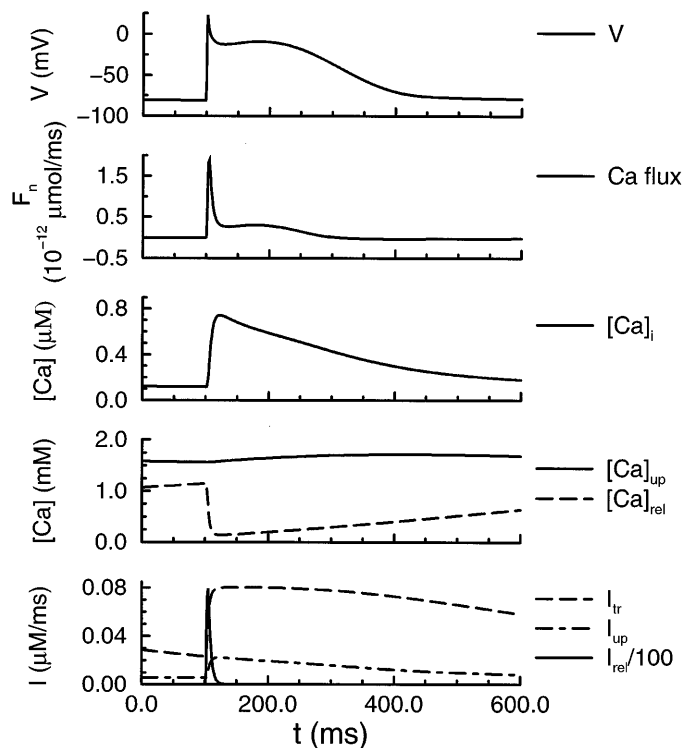 V (mV)
0
−50
−100
V
F_n
(10⁻¹² μmol/ms)
1.5
0.5
−0.5
Ca flux
[Ca] (μM)
0.8
0.4
0.0
[Ca]_i
[Ca] (mM)
2.0
1.0
0.0
[Ca]_up
[Ca]_rel
I (μM/ms)
0.08
0.04
0.00
I_tr
I_up
I_rel/100
0.0 200.0 400.0 600.0
t (ms)